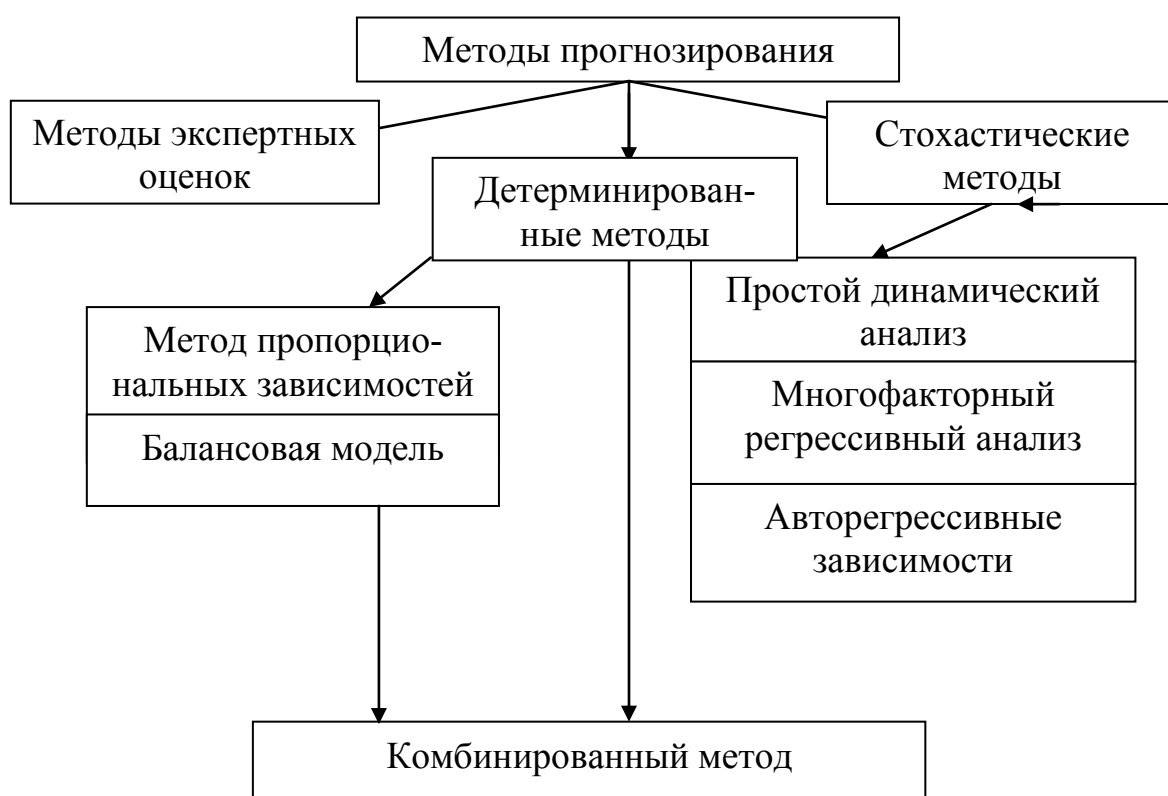 Методы прогнозирования
Методы экспертных
оценок
Стохастические
методы
Детерминирован-
ные методы
Простой динамический
анализ
Метод пропорцио-
нальных зависимостей
Многофакторный
регрессивный анализ
Балансовая модель
Авторегрессивные
зависимости
Комбинированный метод